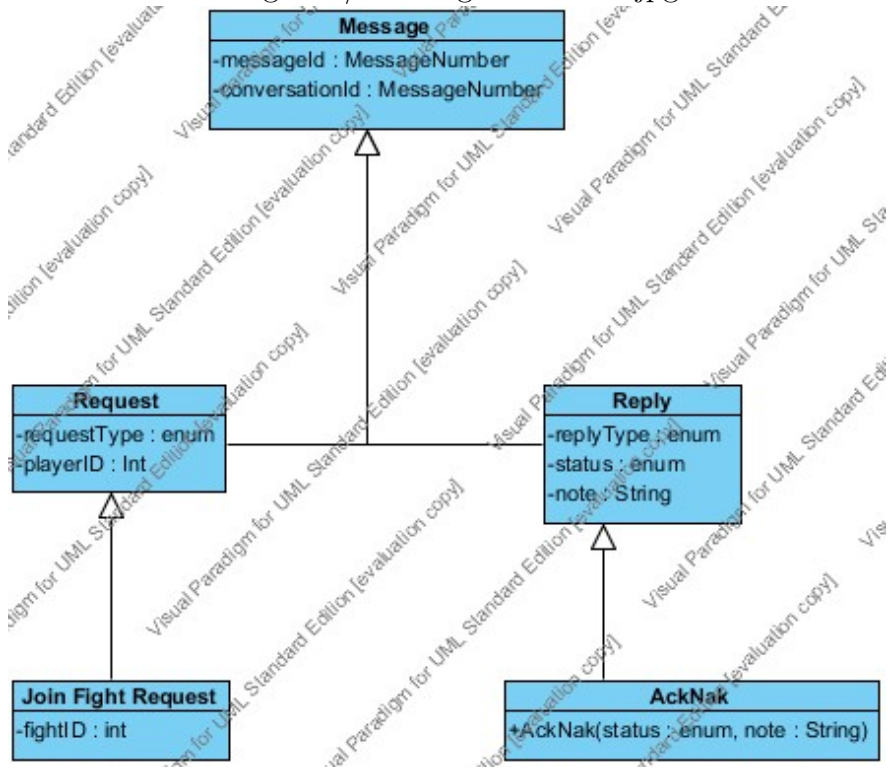 Message
-messageId : MessageNumber
-conversationId : MessageNumber
Request
-requestType : enum
-playerID : Int
Reply
-replyType : enum
-status : enum
-note : String
Join Fight Request
-fightID : int
AckNak
+AckNak(status : enum, note : String)
Visual Paradigm for UML Standard Edition [evaluation copy]